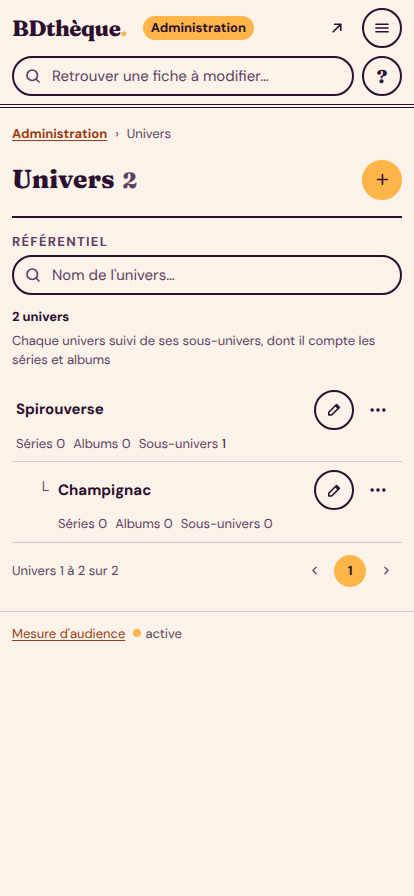 BDthèque. Administration
Retrouver une fiche à modifier... ?
Administration › Univers
Univers 2 +
RÉFÉRENTIEL
Nom de l'univers...
2 univers
Chaque univers suivi de ses sous-univers, dont il compte les
séries et albums
Spirouverse
Séries 0 Albums 0 Sous-univers 1
└ Champignac
Séries 0 Albums 0 Sous-univers 0
Univers 1 à 2 sur 2 ‹ 1 ›
Mesure d'audience active